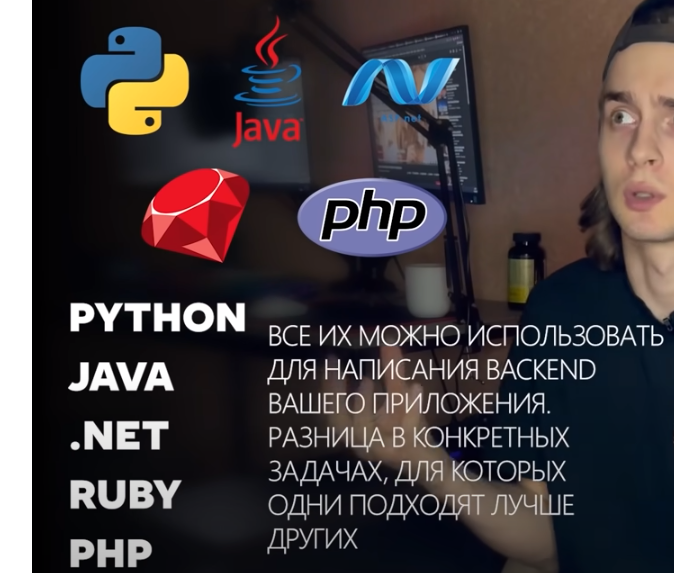 Java
.net
php
PYTHON
JAVA
.NET
RUBY
PHP
ВСЕ ИХ МОЖНО ИСПОЛЬЗОВАТЬ
ДЛЯ НАПИСАНИЯ BACKEND
ВАШЕГО ПРИЛОЖЕНИЯ.
РАЗНИЦА В КОНКРЕТНЫХ
ЗАДАЧАХ, ДЛЯ КОТОРЫХ
ОДНИ ПОДХОДЯТ ЛУЧШЕ
ДРУГИХ